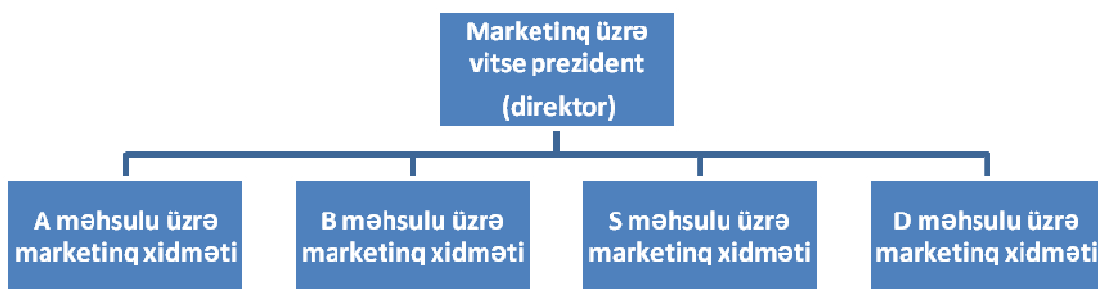 Marketinq üzrə
vitse prezident
(direktor)
A məhsulu üzrə
marketinq xidməti
B məhsulu üzrə
marketinq xidməti
S məhsulu üzrə
marketinq xidməti
D məhsulu üzrə
marketinq xidməti